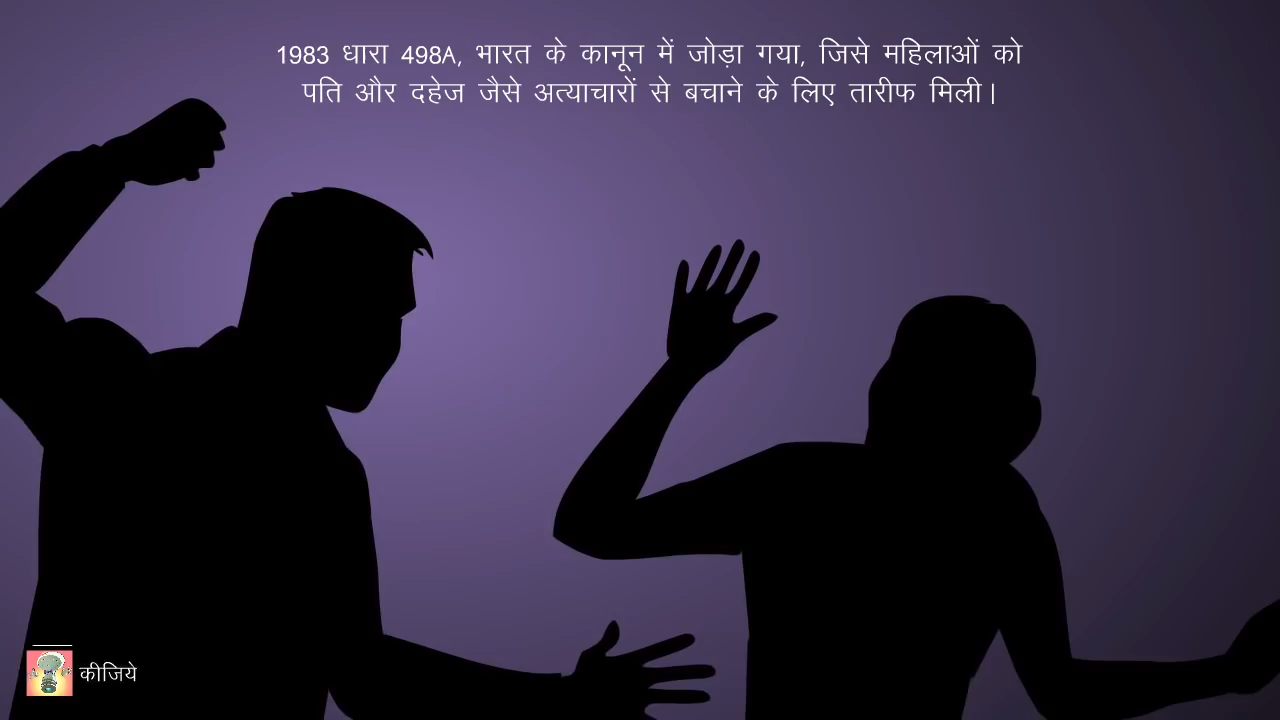 1983 धारा 498A, भारत के कानून में जोड़ा गया, जिसे महिलाओं को
पति और दहेज जैसे अत्याचारों से बचाने के लिए तारीफ मिली।
कीजिये